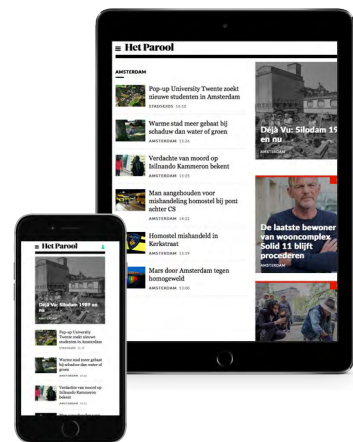 Het Parool
AMSTERDAM
Pop-up University Twente zoekt
nieuwe studenten in Amsterdam
STADSGIDS
Warme stad meer gebaat bij
schaduw dan water of groen
AMSTERDAM
Verdachte van moord op
Isilnando Kammeron bekent
AMSTERDAM
Man aangehouden voor
mishandeling homostel bij pont
achter CS
AMSTERDAM
Homostel mishandeld in
Kerkstraat
AMSTERDAM
Mars door Amsterdam tegen
homogeweld
AMSTERDAM
Déjà Vu: Silodam 19
en nu
AMSTERDAM
De laatste bewoner
van wooncomplex
Solid 11 blijft
procederen
AMSTERDAM
Het Parool
Déjà Vu: Silodam 1989 en
nu
Pop-up University
Twente zoekt nieuwe
studenten in Amsterdam
Warme stad meer gebaat
bij schaduw dan water of
groen
Verdachte van moord op
Isilnando Kammeron
bekent